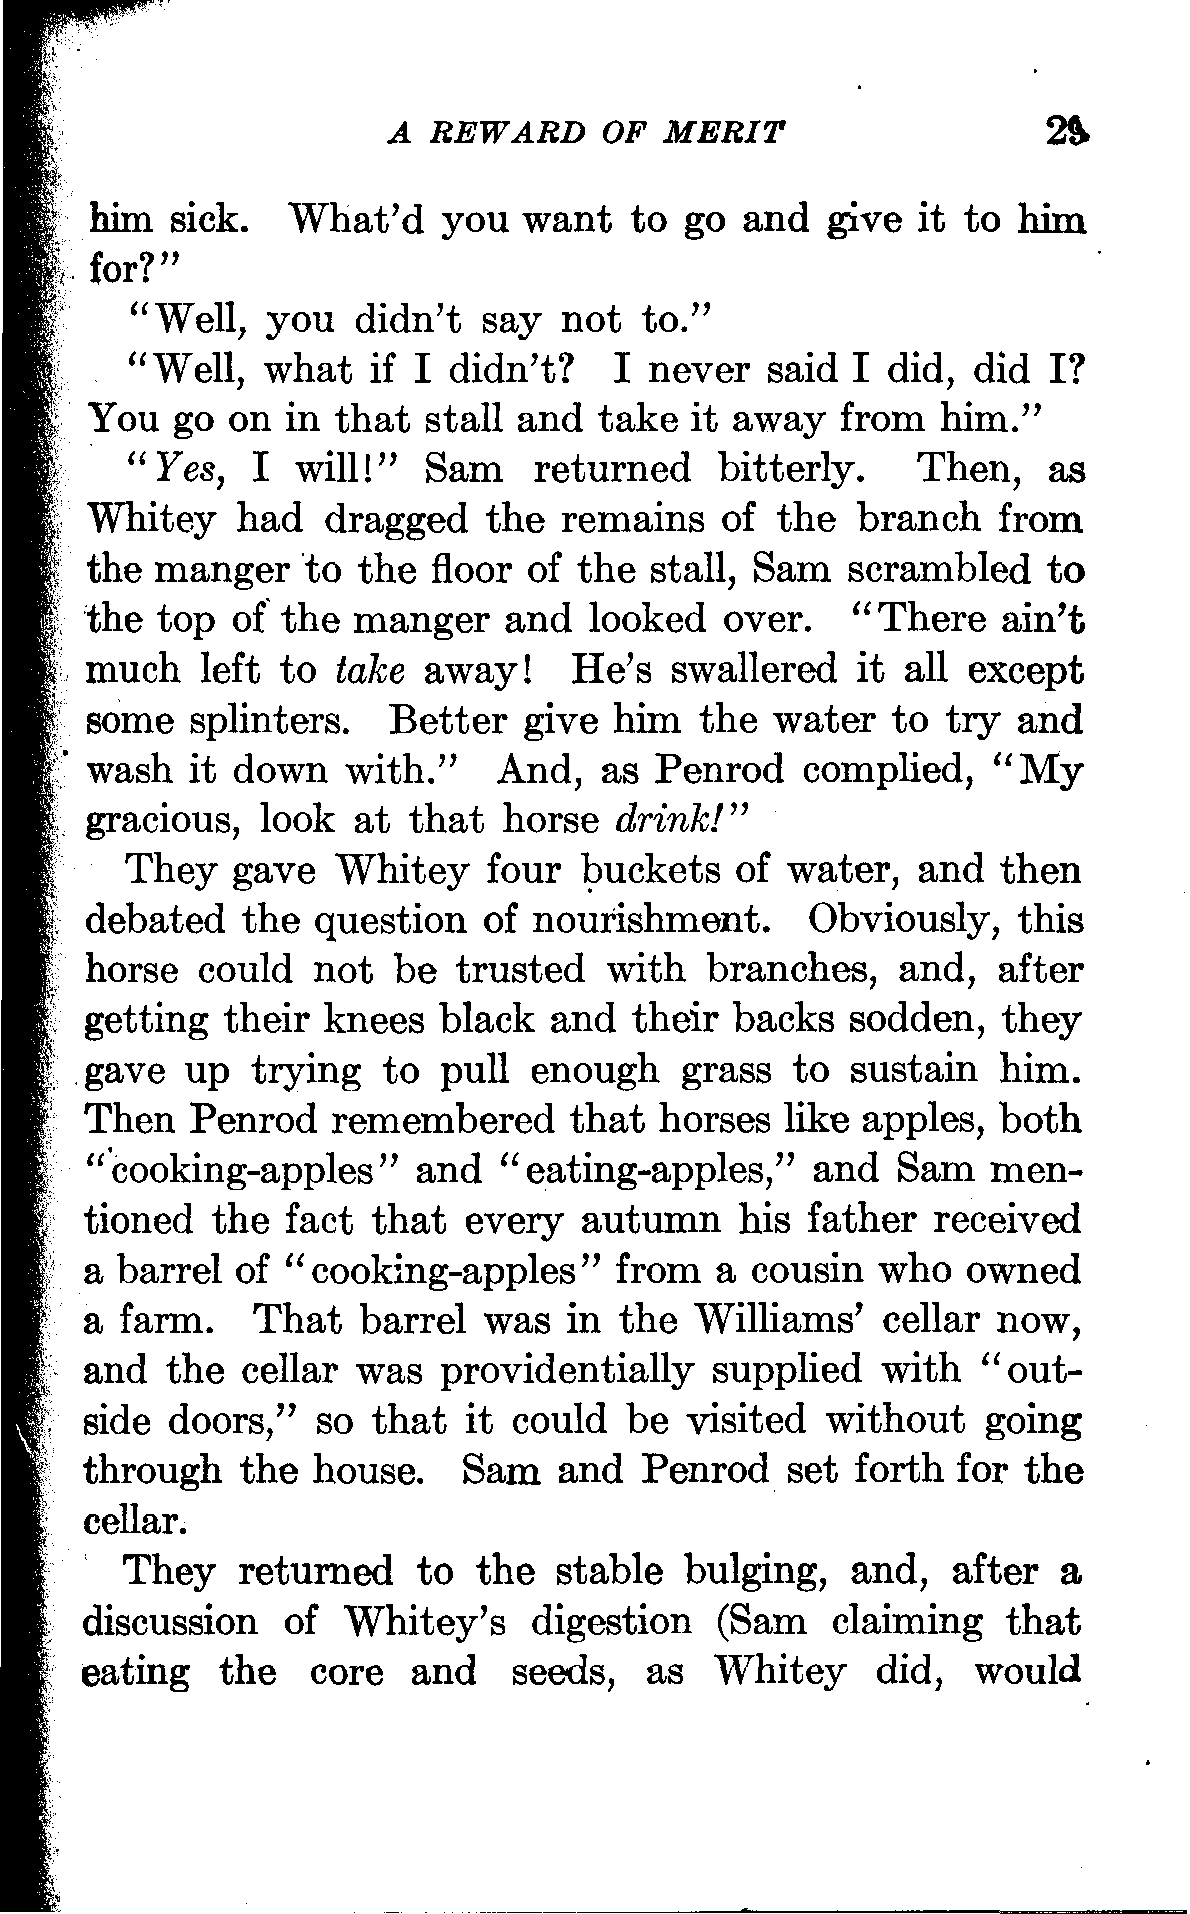 A REWARD OF MERIT 29
him sick. What'd you want to go and give it to him
for?"
"Well, you didn't say not to."
"Well, what if I didn't? I never said I did, did I?
You go on in that stall and take it away from him."
"Yes, I will!" Sam returned bitterly. Then, as
Whitey had dragged the remains of the branch from
the manger to the floor of the stall, Sam scrambled to
the top of the manger and looked over. "There ain't
much left to take away! He's swallered it all except
some splinters. Better give him the water to try and
wash it down with." And, as Penrod complied, "My
gracious, look at that horse drink!"
They gave Whitey four buckets of water, and then
debated the question of nourishment. Obviously, this
horse could not be trusted with branches, and, after
getting their knees black and their backs sodden, they
gave up trying to pull enough grass to sustain him.
Then Penrod remembered that horses like apples, both
"cooking-apples" and "eating-apples," and Sam men-
tioned the fact that every autumn his father received
a barrel of "cooking-apples" from a cousin who owned
a farm. That barrel was in the Williams' cellar now,
and the cellar was providentially supplied with "out-
side doors," so that it could be visited without going
through the house. Sam and Penrod set forth for the
cellar.
They returned to the stable bulging, and, after a
discussion of Whitey's digestion (Sam claiming that
eating the core and seeds, as Whitey did, would